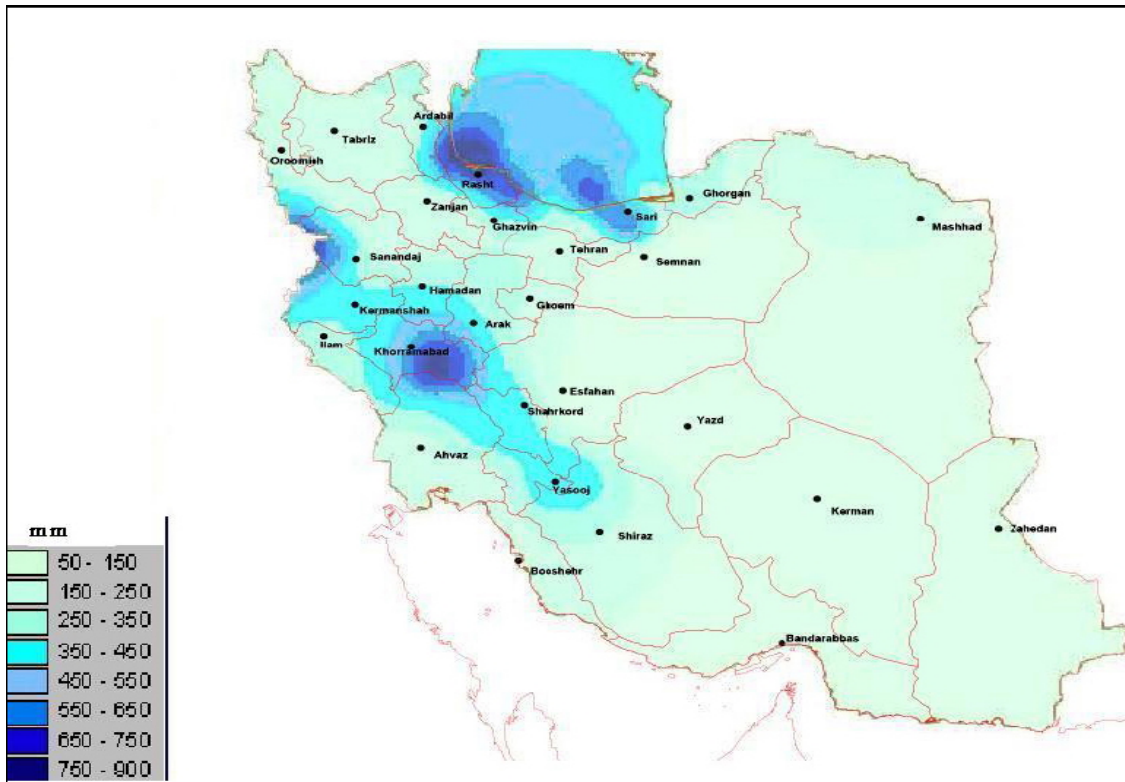 Ardabil
Tabriz
Oroomieh
Rasht
Ghorgan
Zanjan
Sari
Mashhad
Ghazvin
Tehran
Sanandaj
Semnan
Hamadan
Ghoem
Kermanshah
Arak
Ilam
Khorramabad
Esfahan
Shahrkord
Yazd
Ahvaz
Yasooj
Kerman
Shiraz
Zahedan
Booshehr
Bandarabbas
mm
50 - 150
150 - 250
250 - 350
350 - 450
450 - 550
550 - 650
650 - 750
750 - 900